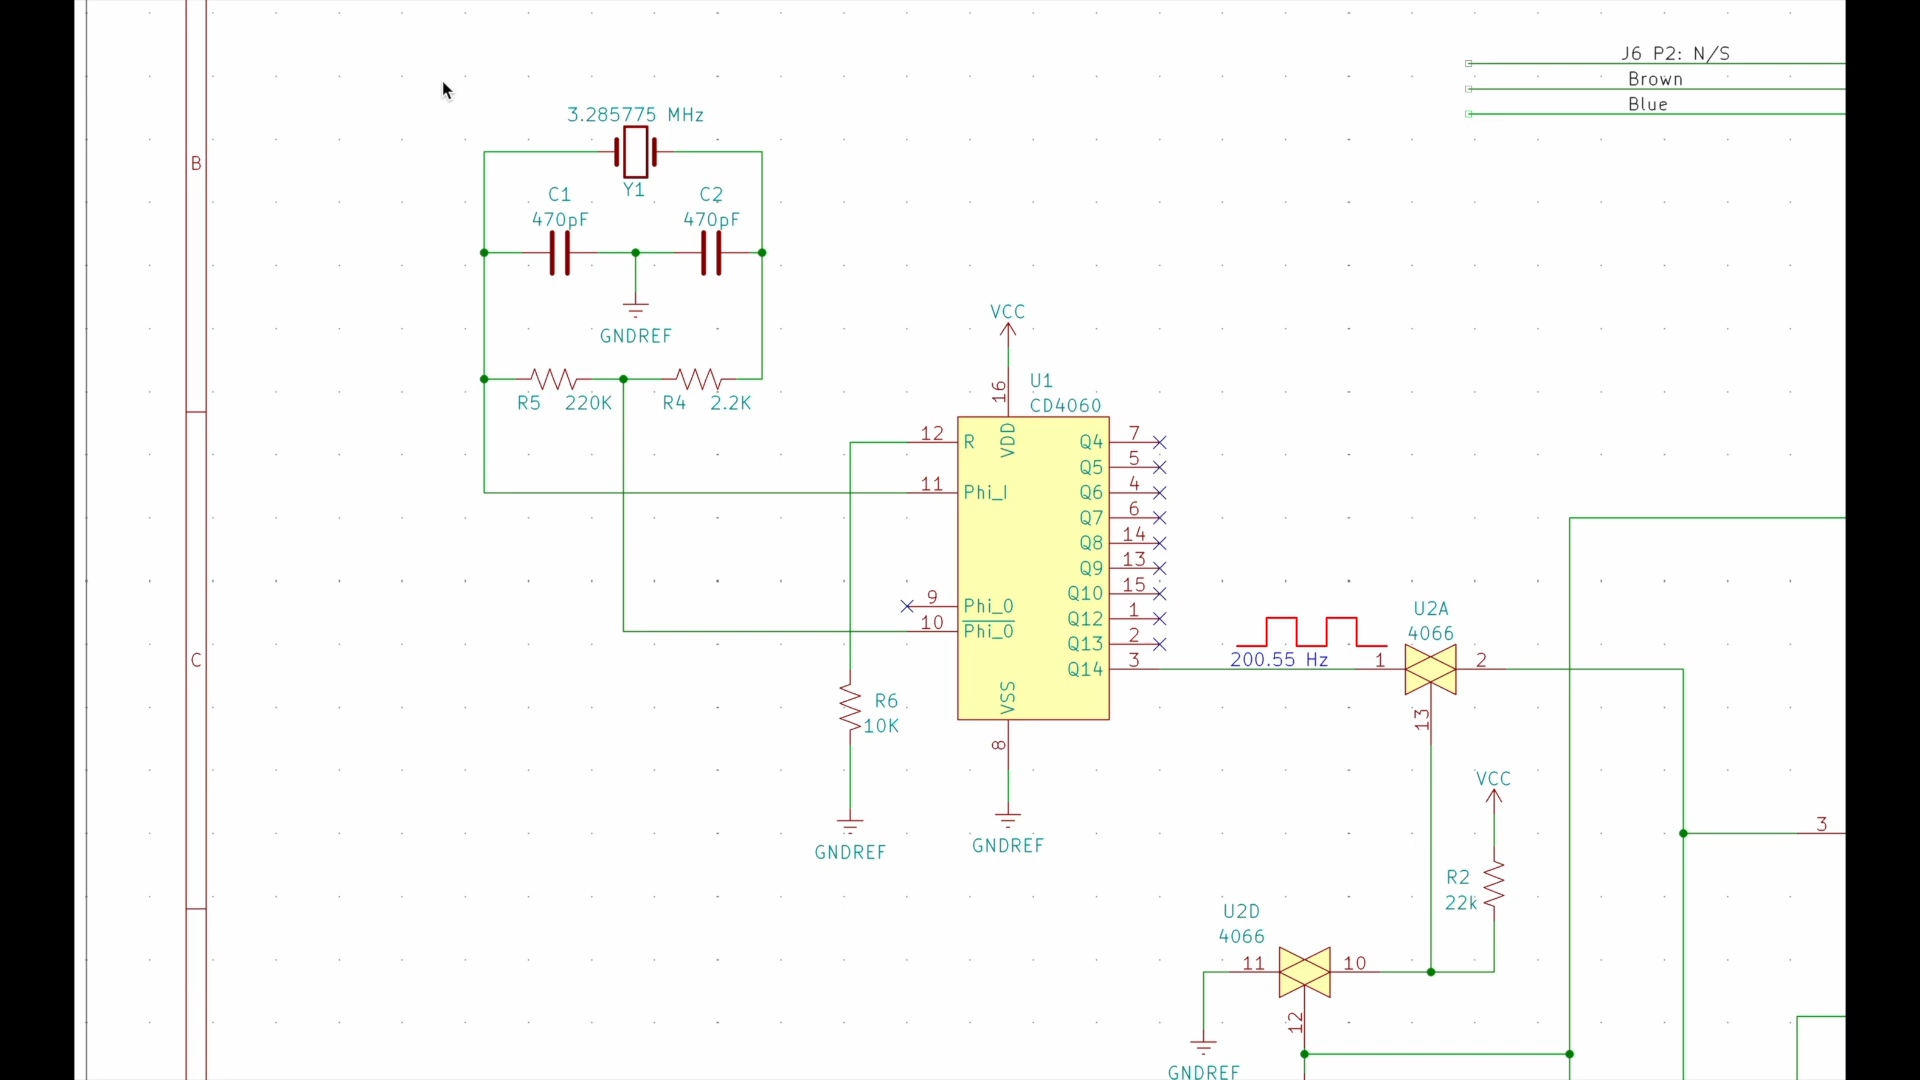 J6 P2: N/S
Brown
Blue
3.285775 MHz
B
Y1
C1
C2
470pF
470pF
GNDREF
VCC
R5 220K
R4 2.2K
16
U1
CD4060
12 R
VDD
Q4 7
Q5 5
11 Phi_I
Q6 4
Q7 6
Q8 14
Q9 13
Q10 15
9 Phi_O
Q12 1
10 Phi_O
Q13 2
U2A
4066
C
200.55 Hz
Q14 3
1
2
VSS
R6
10K
13
8
VCC
3
GNDREF
GNDREF
R2
22k
U2D
4066
11
10
12
GNDREF